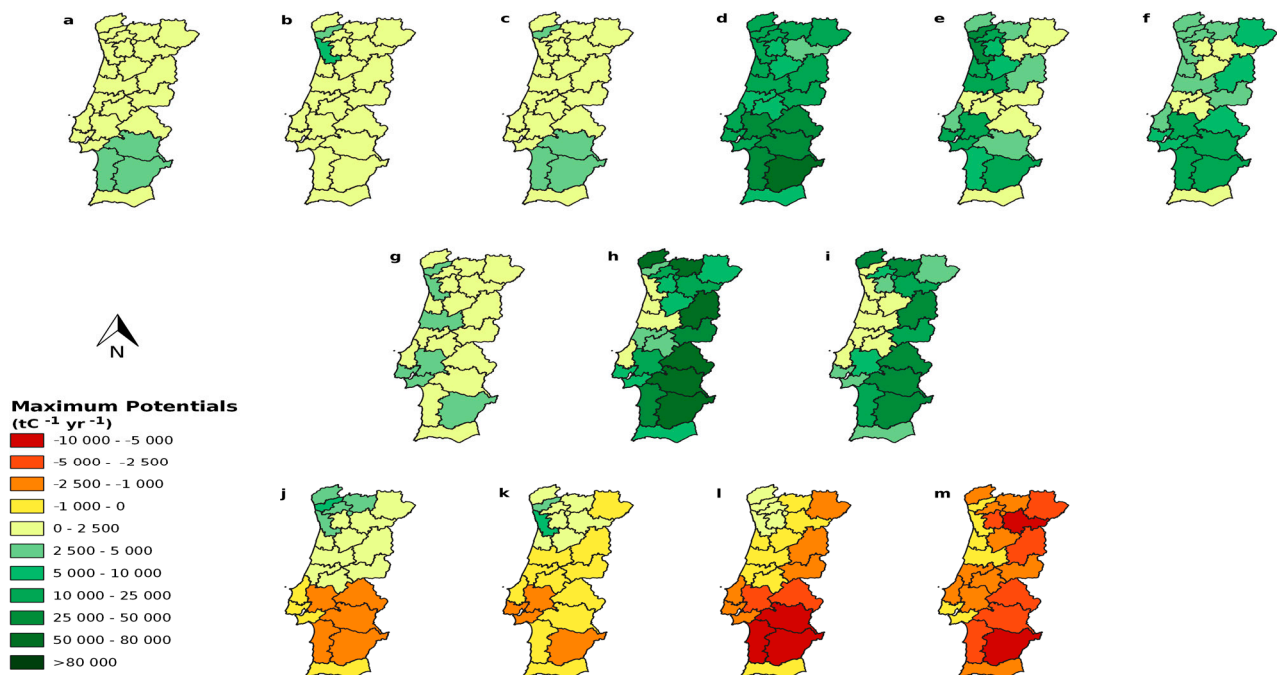 a b c d e f
g h i
N
Maximum Potentials
(tC -1 yr -1)
-10 000 - -5 000
-5 000 - -2 500
-2 500 - -1 000
-1 000 - 0
0 - 2 500
2 500 - 5 000
5 000 - 10 000
10 000 - 25 000
25 000 - 50 000
50 000 - 80 000
>80 000
j k l m